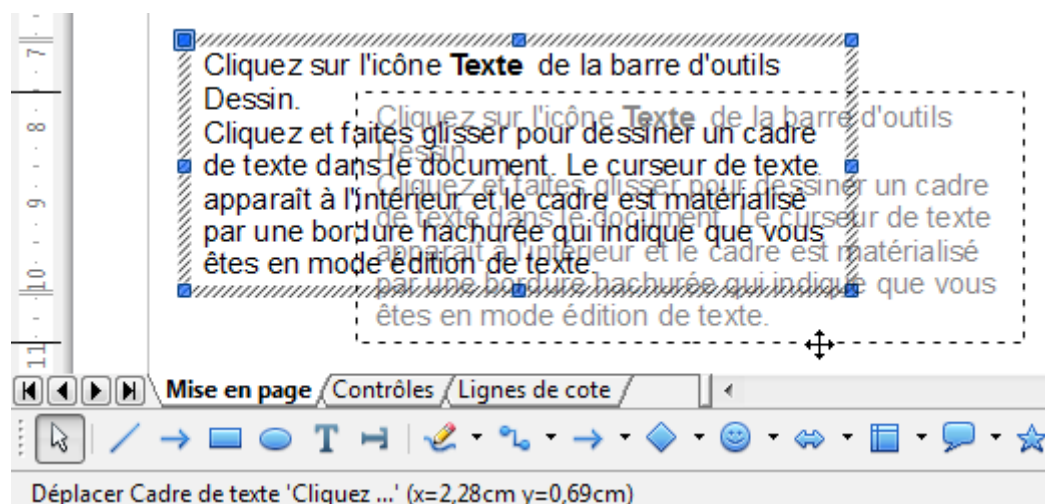 7
8
9
10
11
Cliquez sur l'icône Texte de la barre d'outils
Dessin.
Cliquez et faites glisser pour dessiner un cadre
de texte dans le document. Le curseur de texte
apparaît à l'intérieur et le cadre est matérialisé
par une bordure hachurée qui indique que vous
êtes en mode édition de texte.
Cliquez sur l'icône Texte de la barre d'outils
Dessin.
Cliquez et faites glisser pour dessiner un cadre
de texte dans le document. Le curseur de texte
apparaît à l'intérieur et le cadre est matérialisé
par une bordure hachurée qui indique que vous
êtes en mode édition de texte.
Mise en page Contrôles Lignes de cote
T
Déplacer Cadre de texte 'Cliquez ...' (x=2,28cm y=0,69cm)